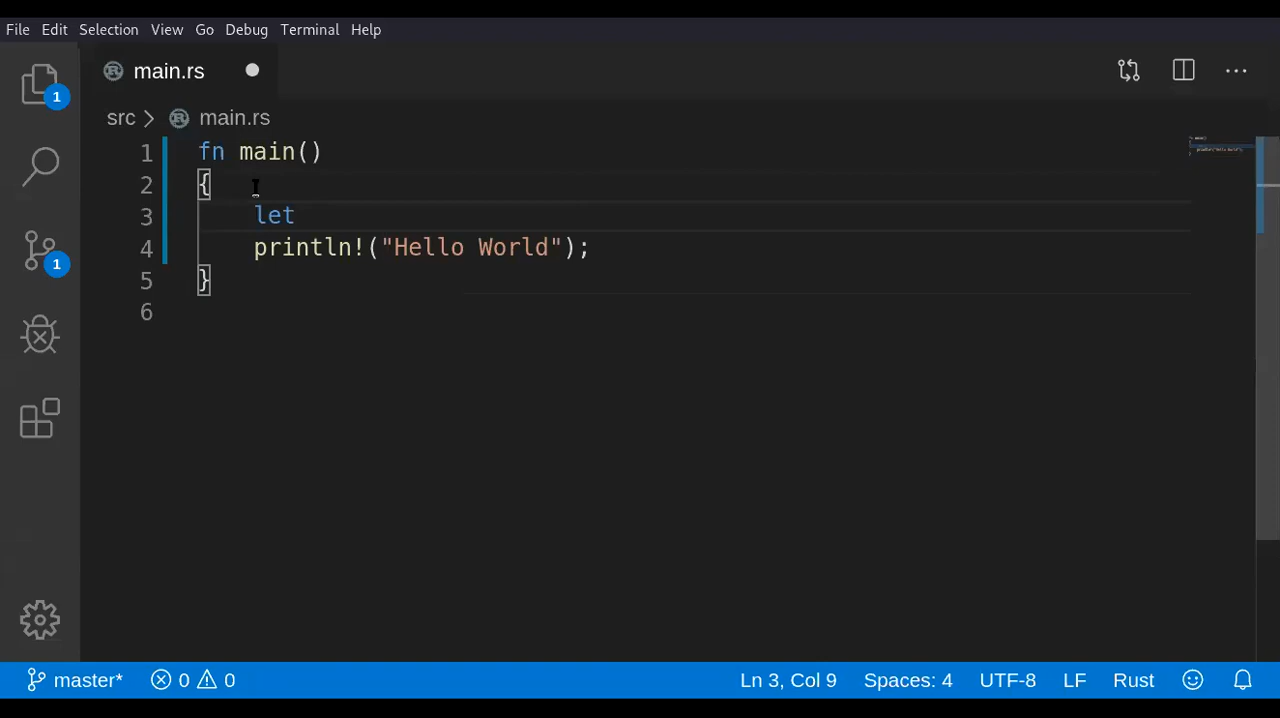 File Edit Selection View Go Debug Terminal Help
main.rs
1
src > main.rs
1 fn main()
2 {
3     let
4     println!("Hello World");
5 }
6
1
master* 0 0 Ln 3, Col 9 Spaces: 4 UTF-8 LF Rust